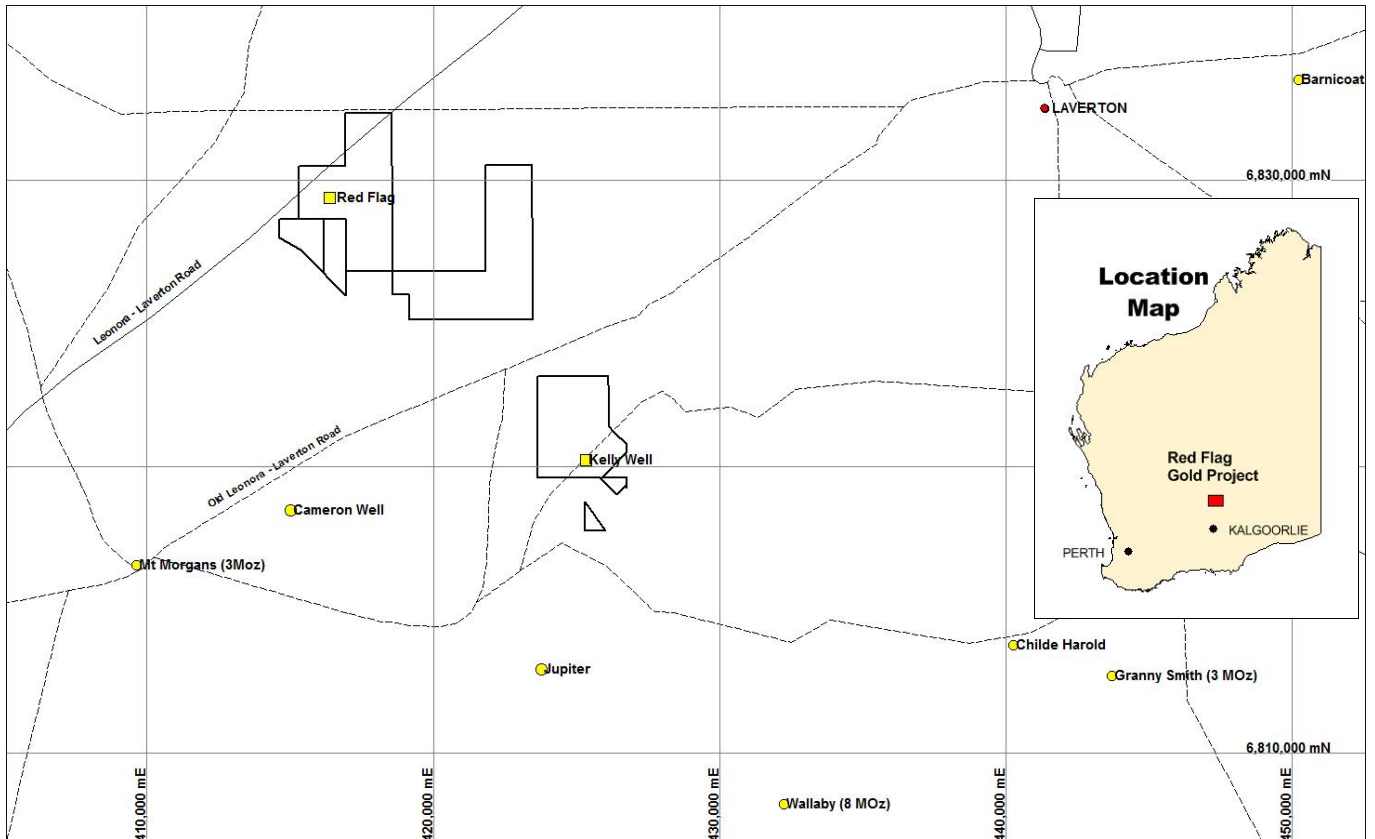 Barnicoat
LAVERTON
6,830,000 mN
Red Flag
Leonora - Laverton Road
Location
Map
Red Flag
Gold Project
KALGOORLIE
PERTH
Kelly Well
Old Leonora - Laverton Road
Cameron Well
Mt Morgans (3Moz)
Childe Harold
Jupiter
Granny Smith (3 MOz)
6,810,000 mN
Wallaby (8 MOz)
410,000 mE
420,000 mE
430,000 mE
440,000 mE
450,000 mE